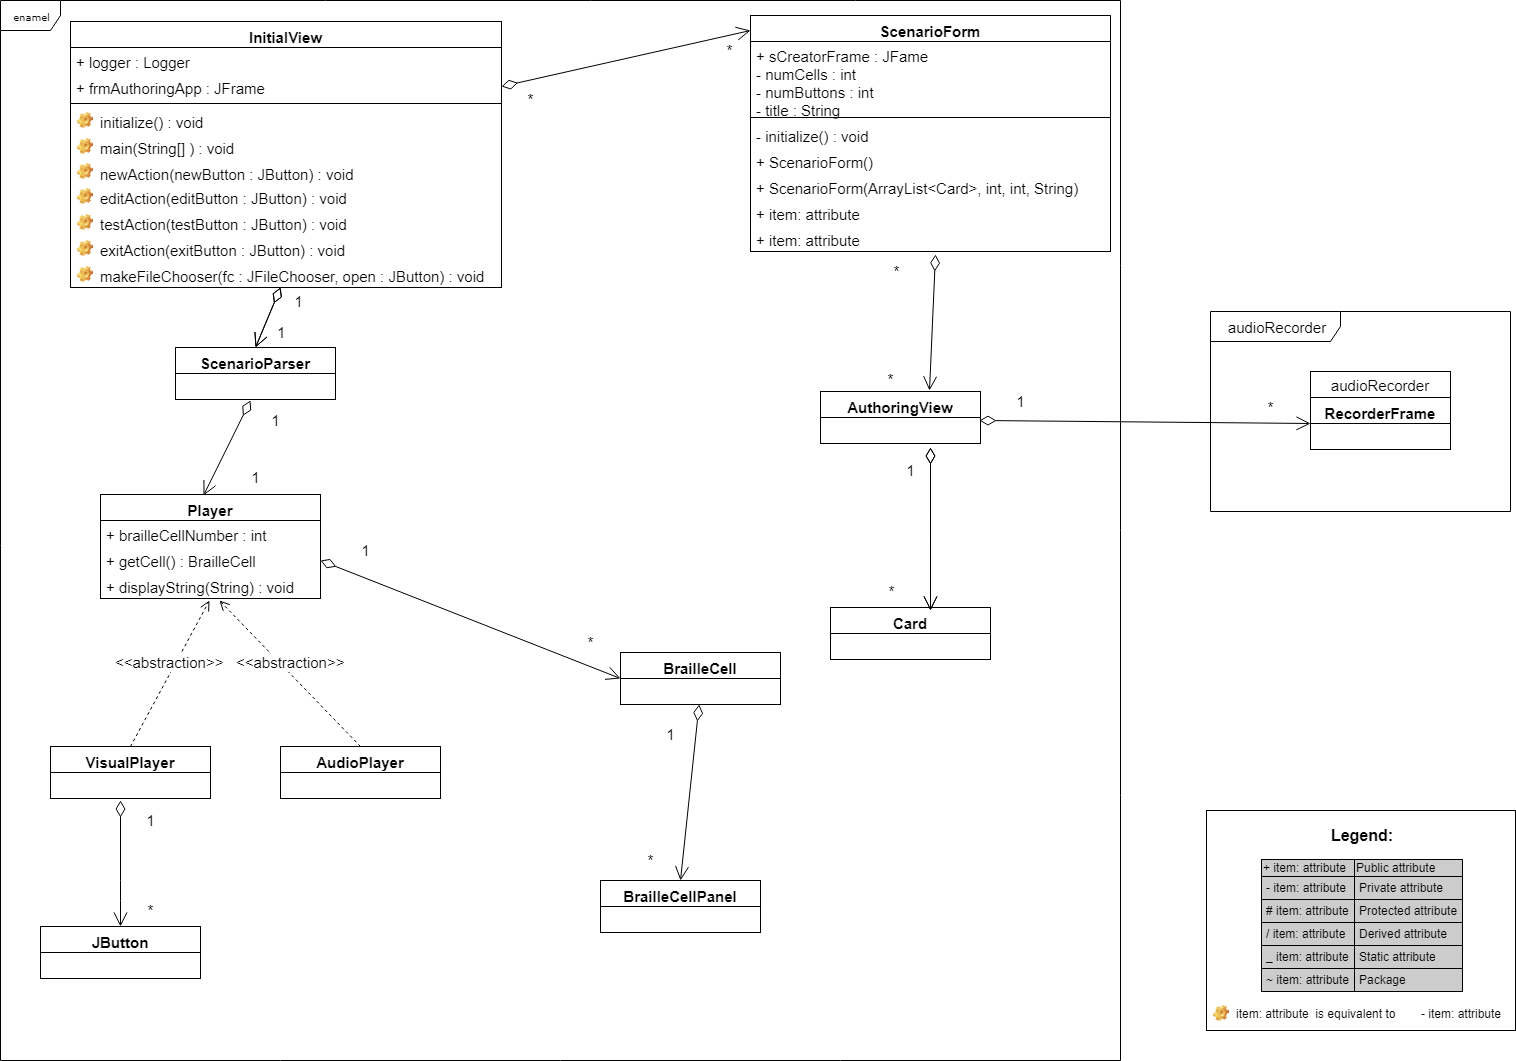 enamel
InitialView
+ logger : Logger
+ frmAuthoringApp : JFrame
initialize() : void
main(String[] ) : void
newAction(newButton : JButton) : void
editAction(editButton : JButton) : void
testAction(testButton : JButton) : void
exitAction(exitButton : JButton) : void
makeFileChooser(fc : JFileChooser, open : JButton) : void
*
*
ScenarioForm
+ sCreatorFrame : JFame
- numCells : int
- numButtons : int
- title : String
- initialize() : void
+ ScenarioForm()
+ ScenarioForm(ArrayList<Card>, int, int, String)
+ item: attribute
+ item: attribute
1
1
ScenarioParser
1
1
Player
+ brailleCellNumber : int
+ getCell() : BrailleCell
+ displayString(String) : void
<<abstraction>>
<<abstraction>>
VisualPlayer
AudioPlayer
1
*
JButton
1
*
BrailleCell
1
*
BrailleCellPanel
*
*
AuthoringView
1
*
Card
1
*
audioRecorder
audioRecorder
RecorderFrame
Legend:
+ item: attribute Public attribute
- item: attribute Private attribute
# item: attribute Protected attribute
/ item: attribute Derived attribute
_ item: attribute Static attribute
~ item: attribute Package
item: attribute is equivalent to - item: attribute